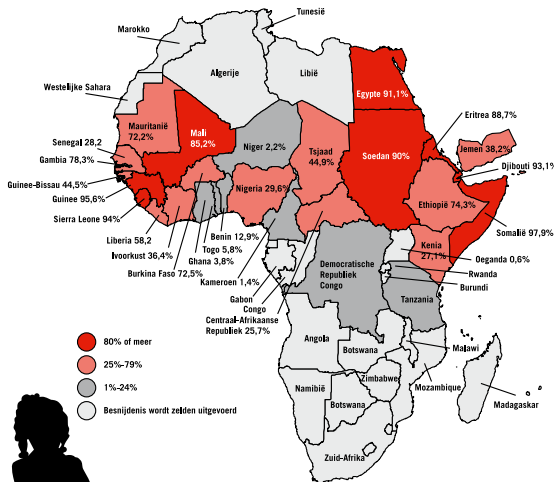 Tunesië
Marokko
Algerije
Libië
Egypte 91,1%
Westelijke Sahara
Mauritanië
72,2%
Mali
85,2%
Niger 2,2%
Tsjaad
44,9%
Soedan 90%
Eritrea 88,7%
Jemen 38,2%
Djibouti 93,1%
Senegal 28,2
Gambia 78,3%
Guinee-Bissau 44,5%
Guinee 95,6%
Sierra Leone 94%
Nigeria 29,6%
Ethiopië 74,3%
Somalië 97,9%
Liberia 58,2
Ivoorkust 36,4%
Burkina Faso 72,5%
Ghana 3,8%
Togo 5,8%
Benin 12,9%
Kameroen 1,4%
Gabon
Congo
Centraal-Afrikaanse
Republiek 25,7%
Democratische
Republiek
Congo
Kenia
27,1%
Oeganda 0,6%
Rwanda
Burundi
Tanzania
Angola
Botswana
Malawi
Mozambique
Zimbabwe
Namibië
Botswana
Madagaskar
Zuid-Afrika
80% of meer
25%-79%
1%-24%
Besnijdenis wordt zelden uitgevoerd